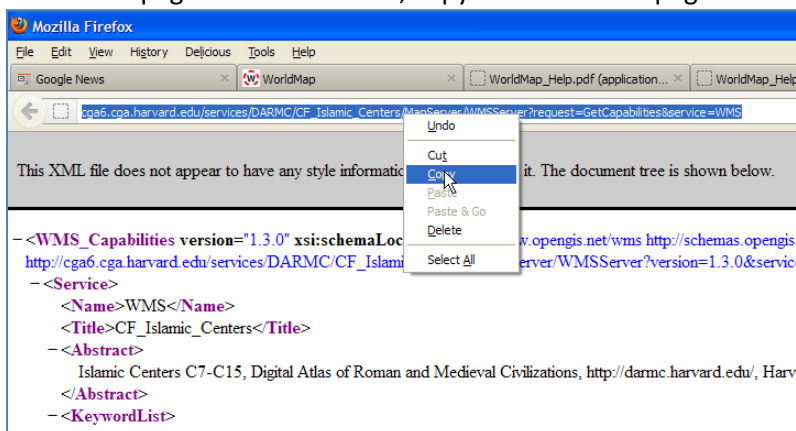 Mozilla Firefox
File Edit View History Delicious Tools Help
Google News × WorldMap × WorldMap_Help.pdf (application... × WorldMap_Help
cga6.cga.harvard.edu/services/DARMC/CF_Islamic_Centers/MapServer/WMSServer?request=GetCapabilities&service=WMS
Undo
Cut
This XML file does not appear to have any style informatio it. The document tree is shown below.
Copy
Paste
Paste & Go
Delete
Select All
−<WMS_Capabilities version="1.3.0" xsi:schemaLoc w.opengis.net/wms http://schemas.opengis
http://cga6.cga.harvard.edu/services/DARMC/CF_Islami erver/WMSServer?version=1.3.0&servic
−<Service>
<Name>WMS</Name>
<Title>CF_Islamic_Centers</Title>
−<Abstract>
Islamic Centers C7-C15, Digital Atlas of Roman and Medieval Civilizations, http://darmc.harvard.edu/, Harv
</Abstract>
−<KeywordList>